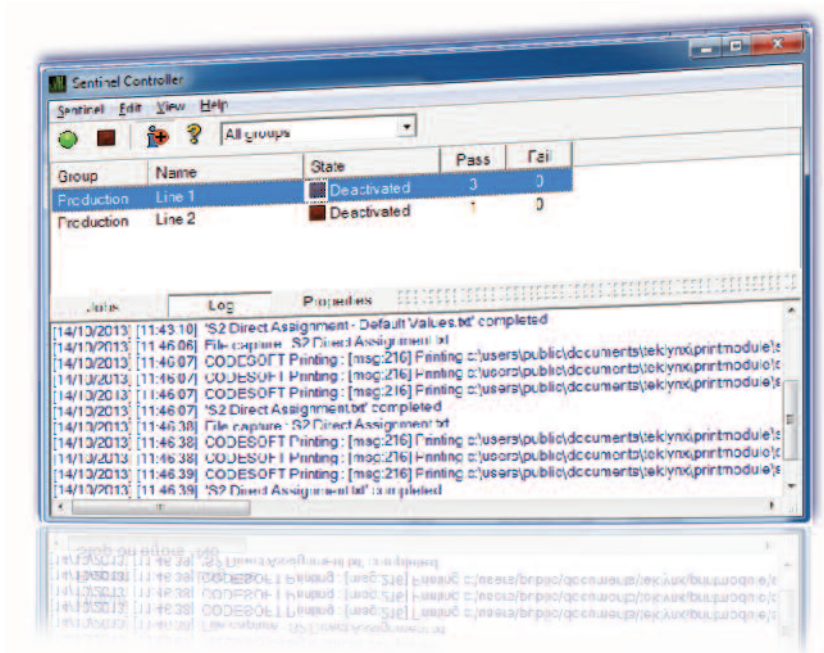 Sentinel Controller
Sentinel Edit View Help
All groups
Group Name State Pass Fail
Production Line 1 Deactivated 3 0
Production Line 2 Deactivated 1 0
Jobs Log Properties
[14/10/2013] [11:43:10] 'S2 Direct Assignment - Default Values.txt' completed
[14/10/2013] [11:46:06] File capture : S2 Direct Assignment.txt
[14/10/2013] [11:46:07] CODESOFT Printing : [msg:216] Printing c:\users\public\documents\teklynx\printmodule\s
[14/10/2013] [11:46:07] CODESOFT Printing : [msg:216] Printing c:\users\public\documents\teklynx\printmodule\s
[14/10/2013] [11:46:07] CODESOFT Printing : [msg:216] Printing c:\users\public\documents\teklynx\printmodule\s
[14/10/2013] [11:46:07] 'S2 Direct Assignment.txt' completed
[14/10/2013] [11:46:38] File capture : S2 Direct Assignment.txt
[14/10/2013] [11:46:38] CODESOFT Printing : [msg:216] Printing c:\users\public\documents\teklynx\printmodule\s
[14/10/2013] [11:46:38] CODESOFT Printing : [msg:216] Printing c:\users\public\documents\teklynx\printmodule\s
[14/10/2013] [11:46:39] CODESOFT Printing : [msg:216] Printing c:\users\public\documents\teklynx\printmodule\s
[14/10/2013] [11:46:39] 'S2 Direct Assignment.txt' completed